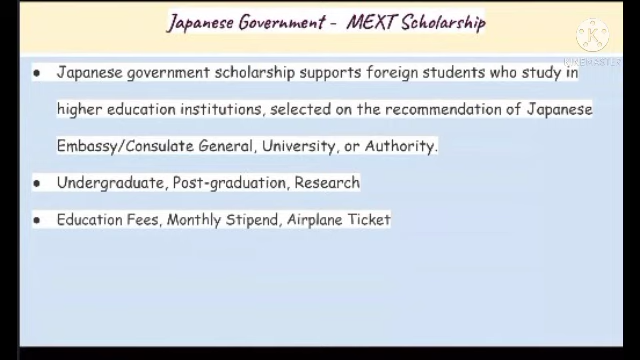 Japanese Government - MEXT Scholarship
KINEMASTER
● Japanese government scholarship supports foreign students who study in
higher education institutions, selected on the recommendation of Japanese
Embassy/Consulate General, University, or Authority.
● Undergraduate, Post-graduation, Research
● Education Fees, Monthly Stipend, Airplane Ticket